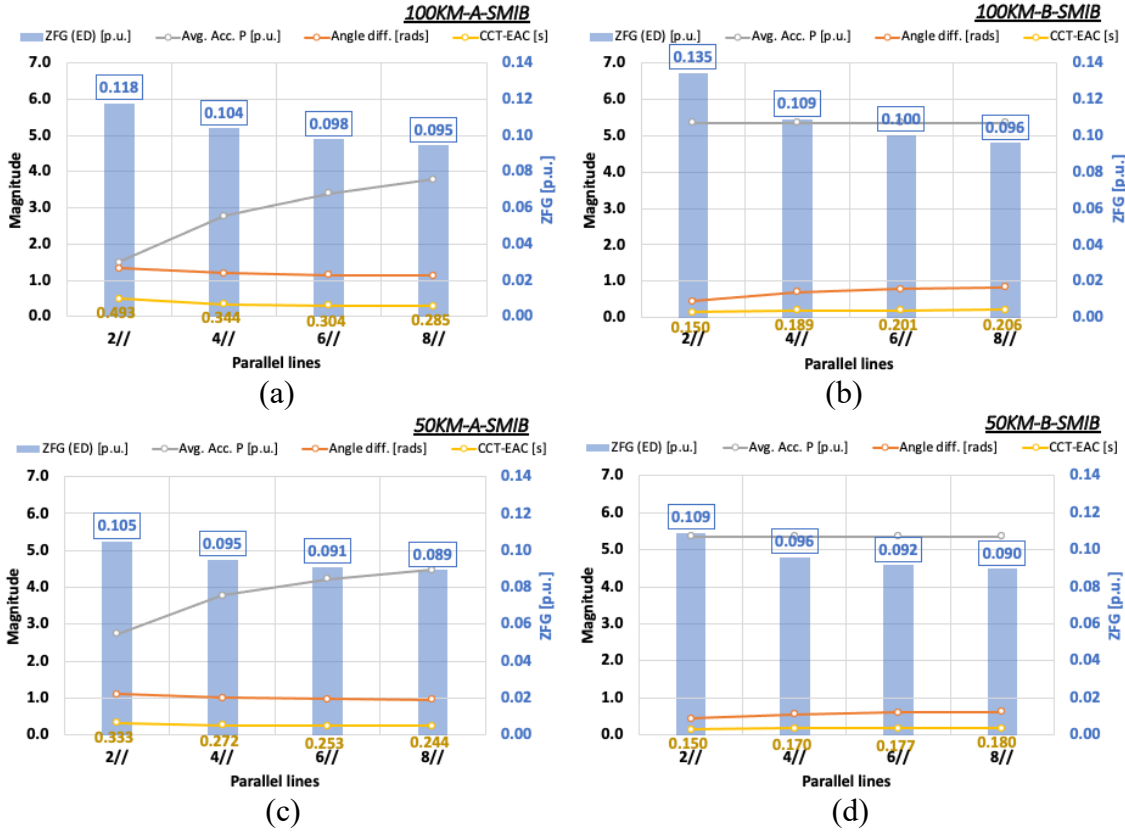 100KM-A-SMIB
ZFG (ED) [p.u.] Avg. Acc. P [p.u.] Angle diff. [rads] CCT-EAC [s]
7.0 0.14
6.0 0.12
5.0 0.10
4.0 0.08
3.0 0.06
2.0 0.04
1.0 0.02
0.0 0.00
Magnitude
ZFG [p.u.]
0.118 0.104 0.098 0.095
0.493 0.344 0.304 0.285
2// 4// 6// 8//
Parallel lines
(a)
100KM-B-SMIB
ZFG (ED) [p.u.] Avg. Acc. P [p.u.] Angle diff. [rads] CCT-EAC [s]
7.0 0.14
6.0 0.12
5.0 0.10
4.0 0.08
3.0 0.06
2.0 0.04
1.0 0.02
0.0 0.00
Magnitude
ZFG [p.u.]
0.135 0.109 0.100 0.096
0.150 0.189 0.201 0.206
2// 4// 6// 8//
Parallel lines
(b)
50KM-A-SMIB
ZFG (ED) [p.u.] Avg. Acc. P [p.u.] Angle diff. [rads] CCT-EAC [s]
7.0 0.14
6.0 0.12
5.0 0.10
4.0 0.08
3.0 0.06
2.0 0.04
1.0 0.02
0.0 0.00
Magnitude
ZFG [p.u.]
0.105 0.095 0.091 0.089
0.333 0.272 0.253 0.244
2// 4// 6// 8//
Parallel lines
(c)
50KM-B-SMIB
ZFG (ED) [p.u.] Avg. Acc. P [p.u.] Angle diff. [rads] CCT-EAC [s]
7.0 0.14
6.0 0.12
5.0 0.10
4.0 0.08
3.0 0.06
2.0 0.04
1.0 0.02
0.0 0.00
Magnitude
ZFG [p.u.]
0.109 0.096 0.092 0.090
0.150 0.170 0.177 0.180
2// 4// 6// 8//
Parallel lines
(d)